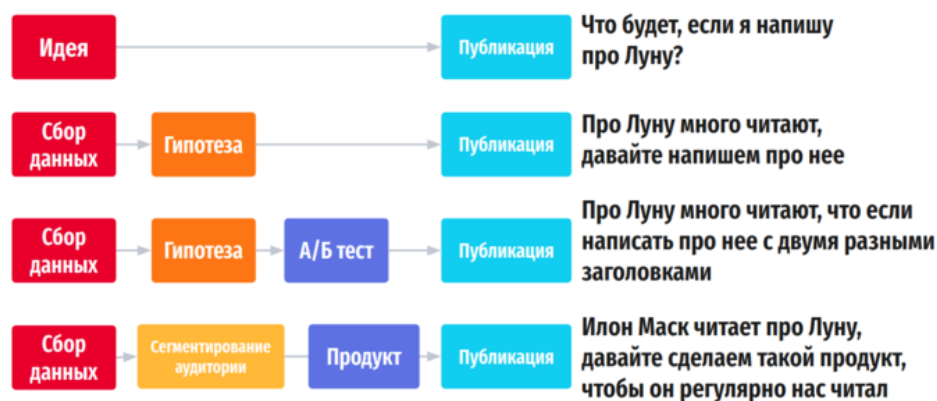 Идея
Публикация
Что будет, если я напишу
про Луну?
Сбор
данных
Гипотеза
Публикация
Про Луну много читают,
давайте напишем про нее
Сбор
данных
Гипотеза
А/Б тест
Публикация
Про Луну много читают, что если
написать про нее с двумя разными
заголовками
Сбор
данных
Сегментирование
аудитории
Продукт
Публикация
Илон Маск читает про Луну,
давайте сделаем такой продукт,
чтобы он регулярно нас читал